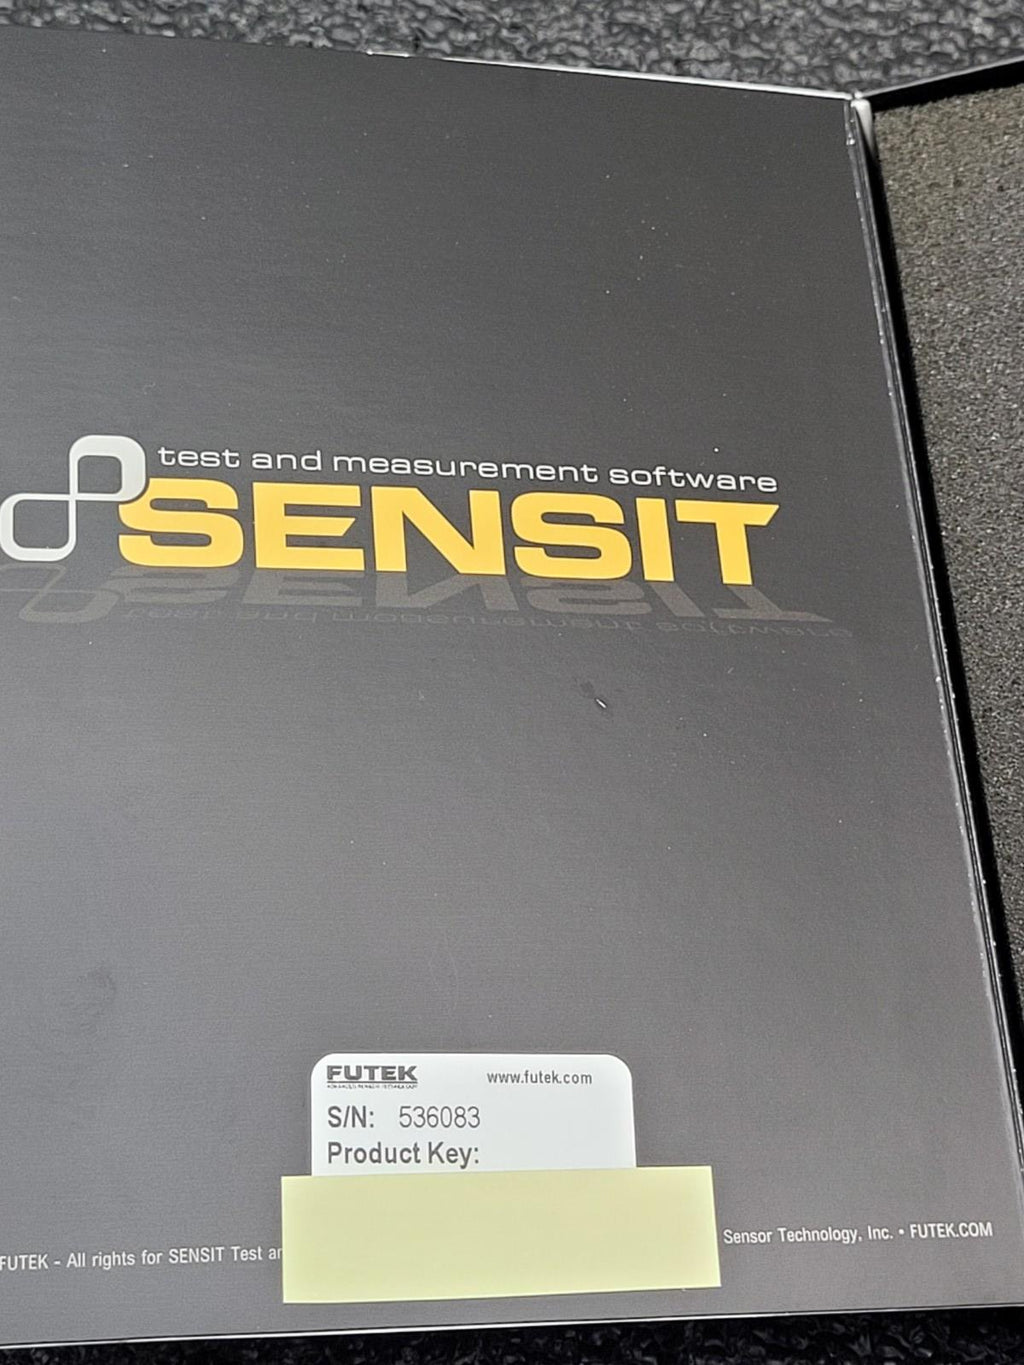 test and measurement software
SENSIT
FUTEK
www.futek.com
S/N: 536083
Product Key:
FUTEK - All rights for SENSIT Test
Sensor Technology, Inc. • FUTEK.COM